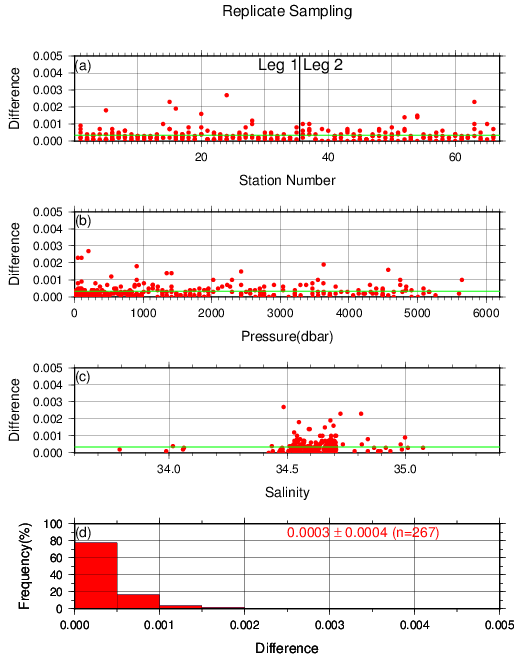 Replicate Sampling
0.005
0.004
0.003
0.002
0.001
0.000
Difference
(a)
Leg 1 Leg 2
20 40 60
Station Number
0.005
0.004
0.003
0.002
0.001
0.000
Difference
(b)
0 1000 2000 3000 4000 5000 6000
Pressure(dbar)
0.005
0.004
0.003
0.002
0.001
0.000
Difference
(c)
34.0 34.5 35.0
Salinity
100
80
60
40
20
0
Frequency(%)
(d)
0.0003 ± 0.0004 (n=267)
0.000 0.001 0.002 0.003 0.004 0.005
Difference